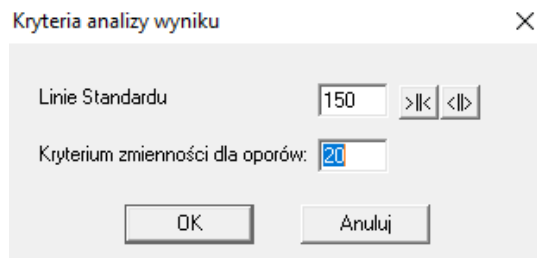 Kryteria analizy wyniku
Linie Standardu 150 >||< <||>
Kryterium zmienności dla oporów: 20
OK Anuluj